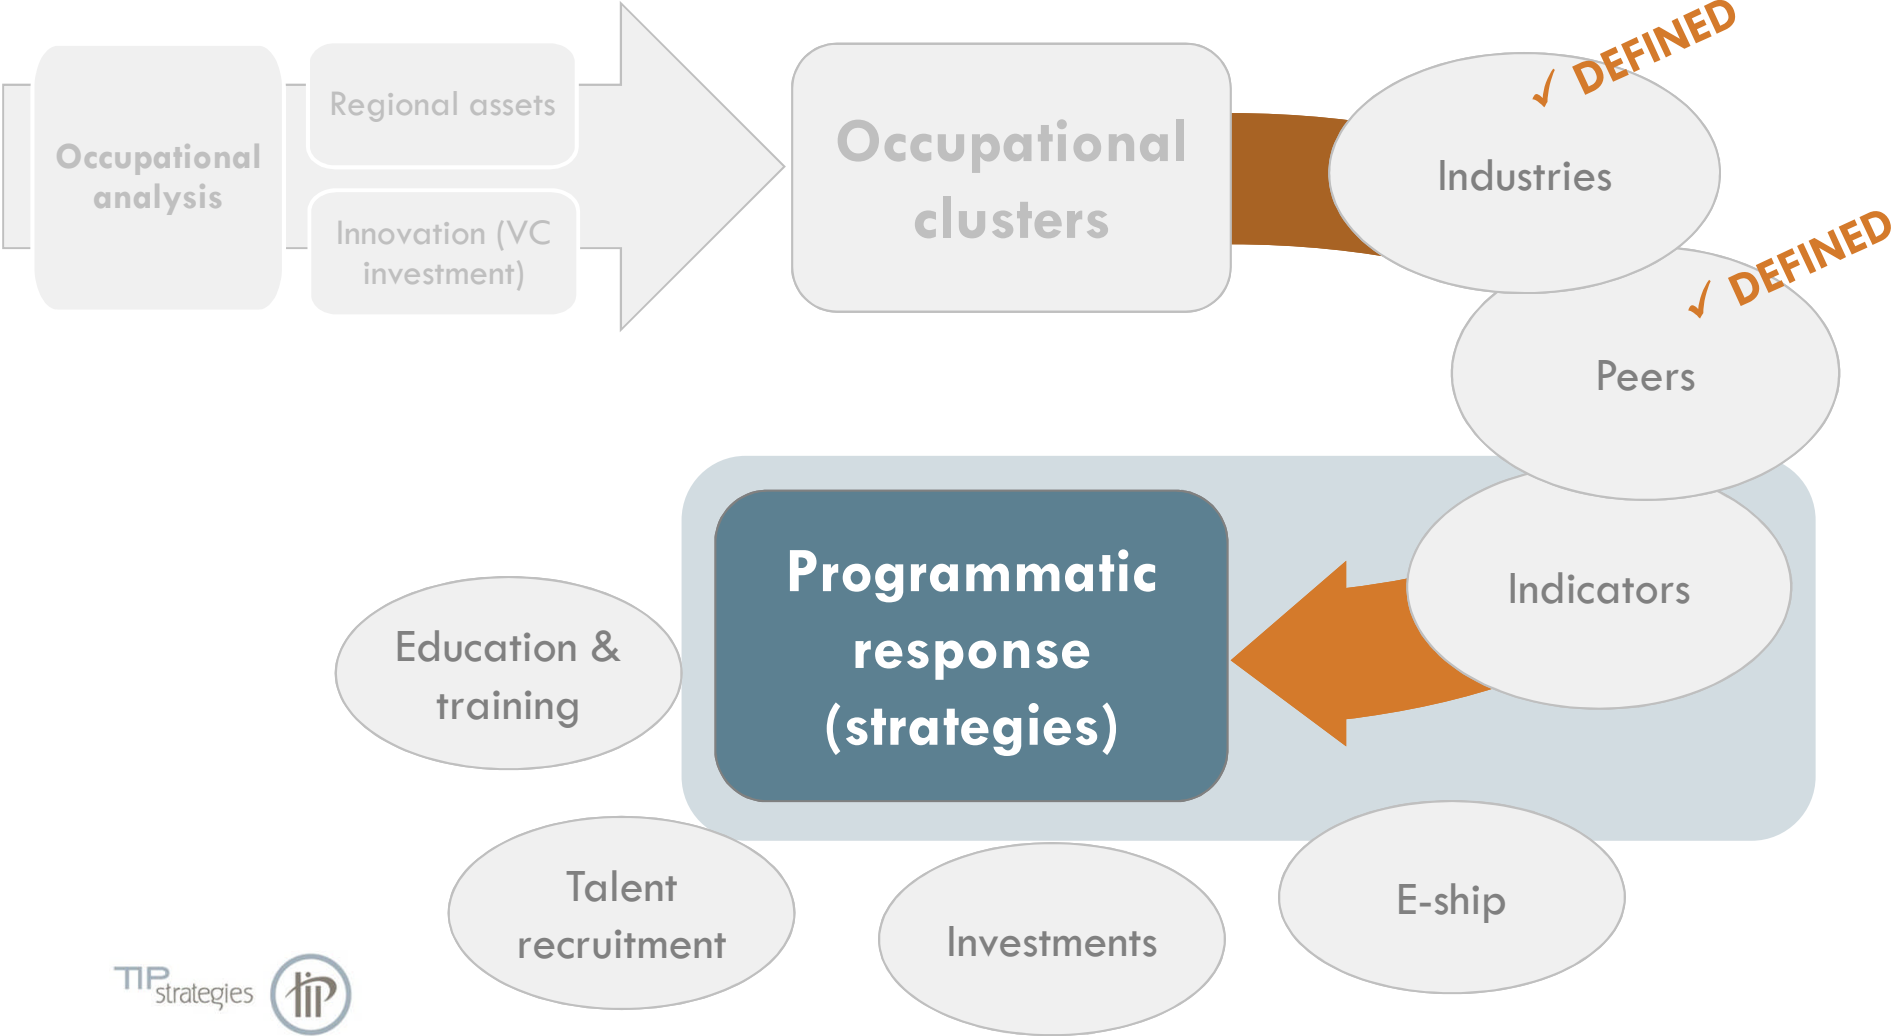 Occupational
analysis
Regional assets
Innovation (VC
investment)
Occupational
clusters
✓ DEFINED
Industries
✓ DEFINED
Peers
Indicators
Programmatic
response
(strategies)
Education &
training
Talent
recruitment
Investments
E-ship
TIP
strategies
tip